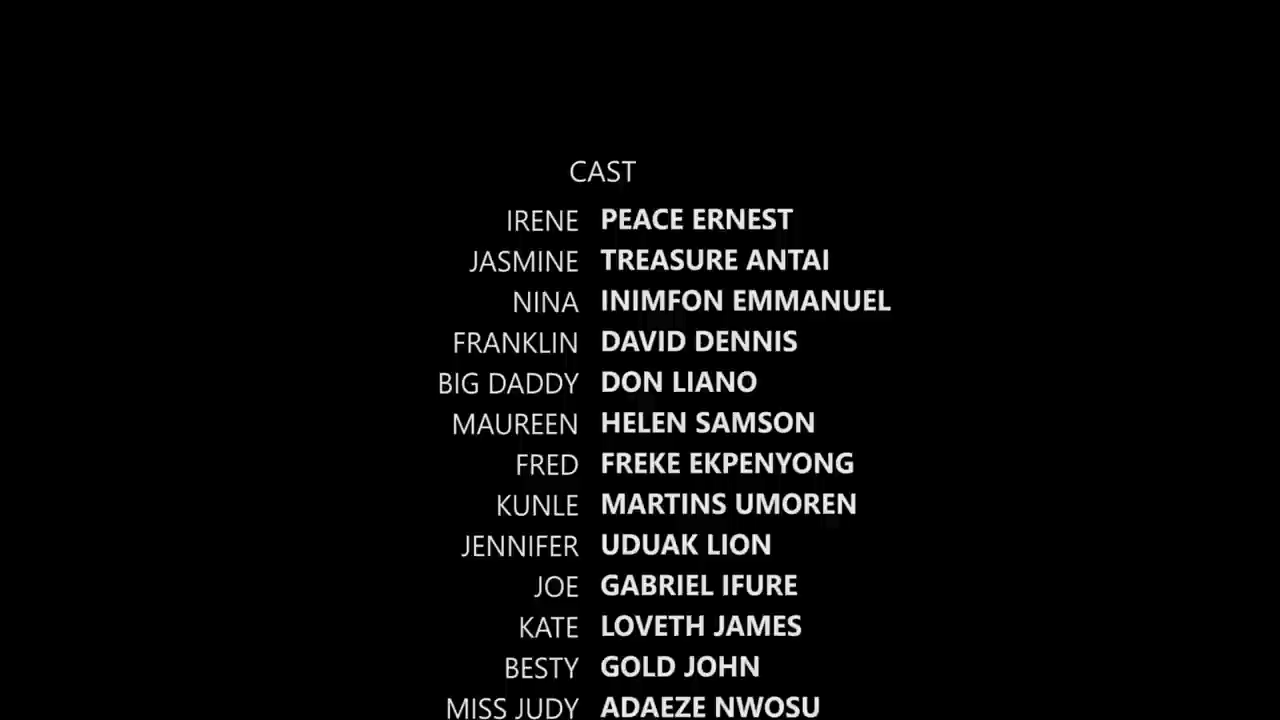 CAST
IRENE PEACE ERNEST
JASMINE TREASURE ANTAI
NINA INIMFON EMMANUEL
FRANKLIN DAVID DENNIS
BIG DADDY DON LIANO
MAUREEN HELEN SAMSON
FRED FREKE EKPENYONG
KUNLE MARTINS UMOREN
JENNIFER UDUAK LION
JOE GABRIEL IFURE
KATE LOVETH JAMES
BESTY GOLD JOHN
MISS JUDY ADAEZE NWOSU